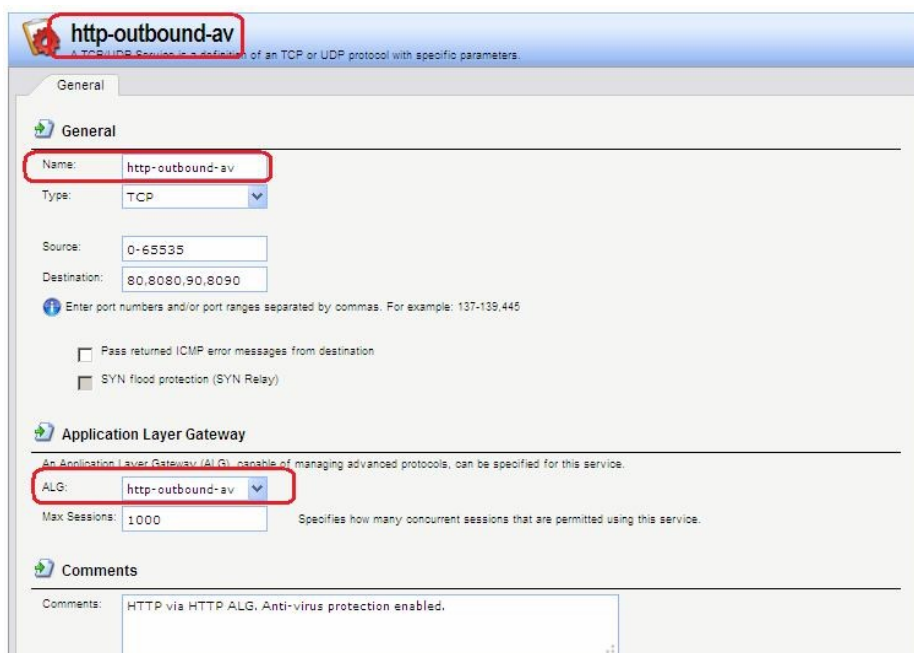 http-outbound-av
A TCP/UDP Service is a definition of an TCP or UDP protocol with specific parameters.
General
General
Name: http-outbound-av
Type: TCP
Source: 0-65535
Destination: 80,8080,90,8090
Enter port numbers and/or port ranges separated by commas. For example: 137-139,445
Pass returned ICMP error messages from destination
SYN flood protection (SYN Relay)
Application Layer Gateway
An Application Layer Gateway (ALG), capable of managing advanced protocols, can be specified for this service.
ALG: http-outbound-av
Max Sessions: 1000 Specifies how many concurrent sessions that are permitted using this service.
Comments
Comments: HTTP via HTTP ALG. Anti-virus protection enabled.